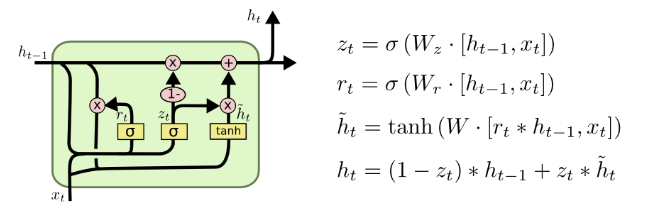 h_t
h_{t-1}
x + 
1-
x r_t z_t x h̃_t
σ σ tanh
x_t
z_t = σ (W_z · [h_{t-1}, x_t])
r_t = σ (W_r · [h_{t-1}, x_t])
h̃_t = tanh (W · [r_t * h_{t-1}, x_t])
h_t = (1 − z_t) * h_{t-1} + z_t * h̃_t